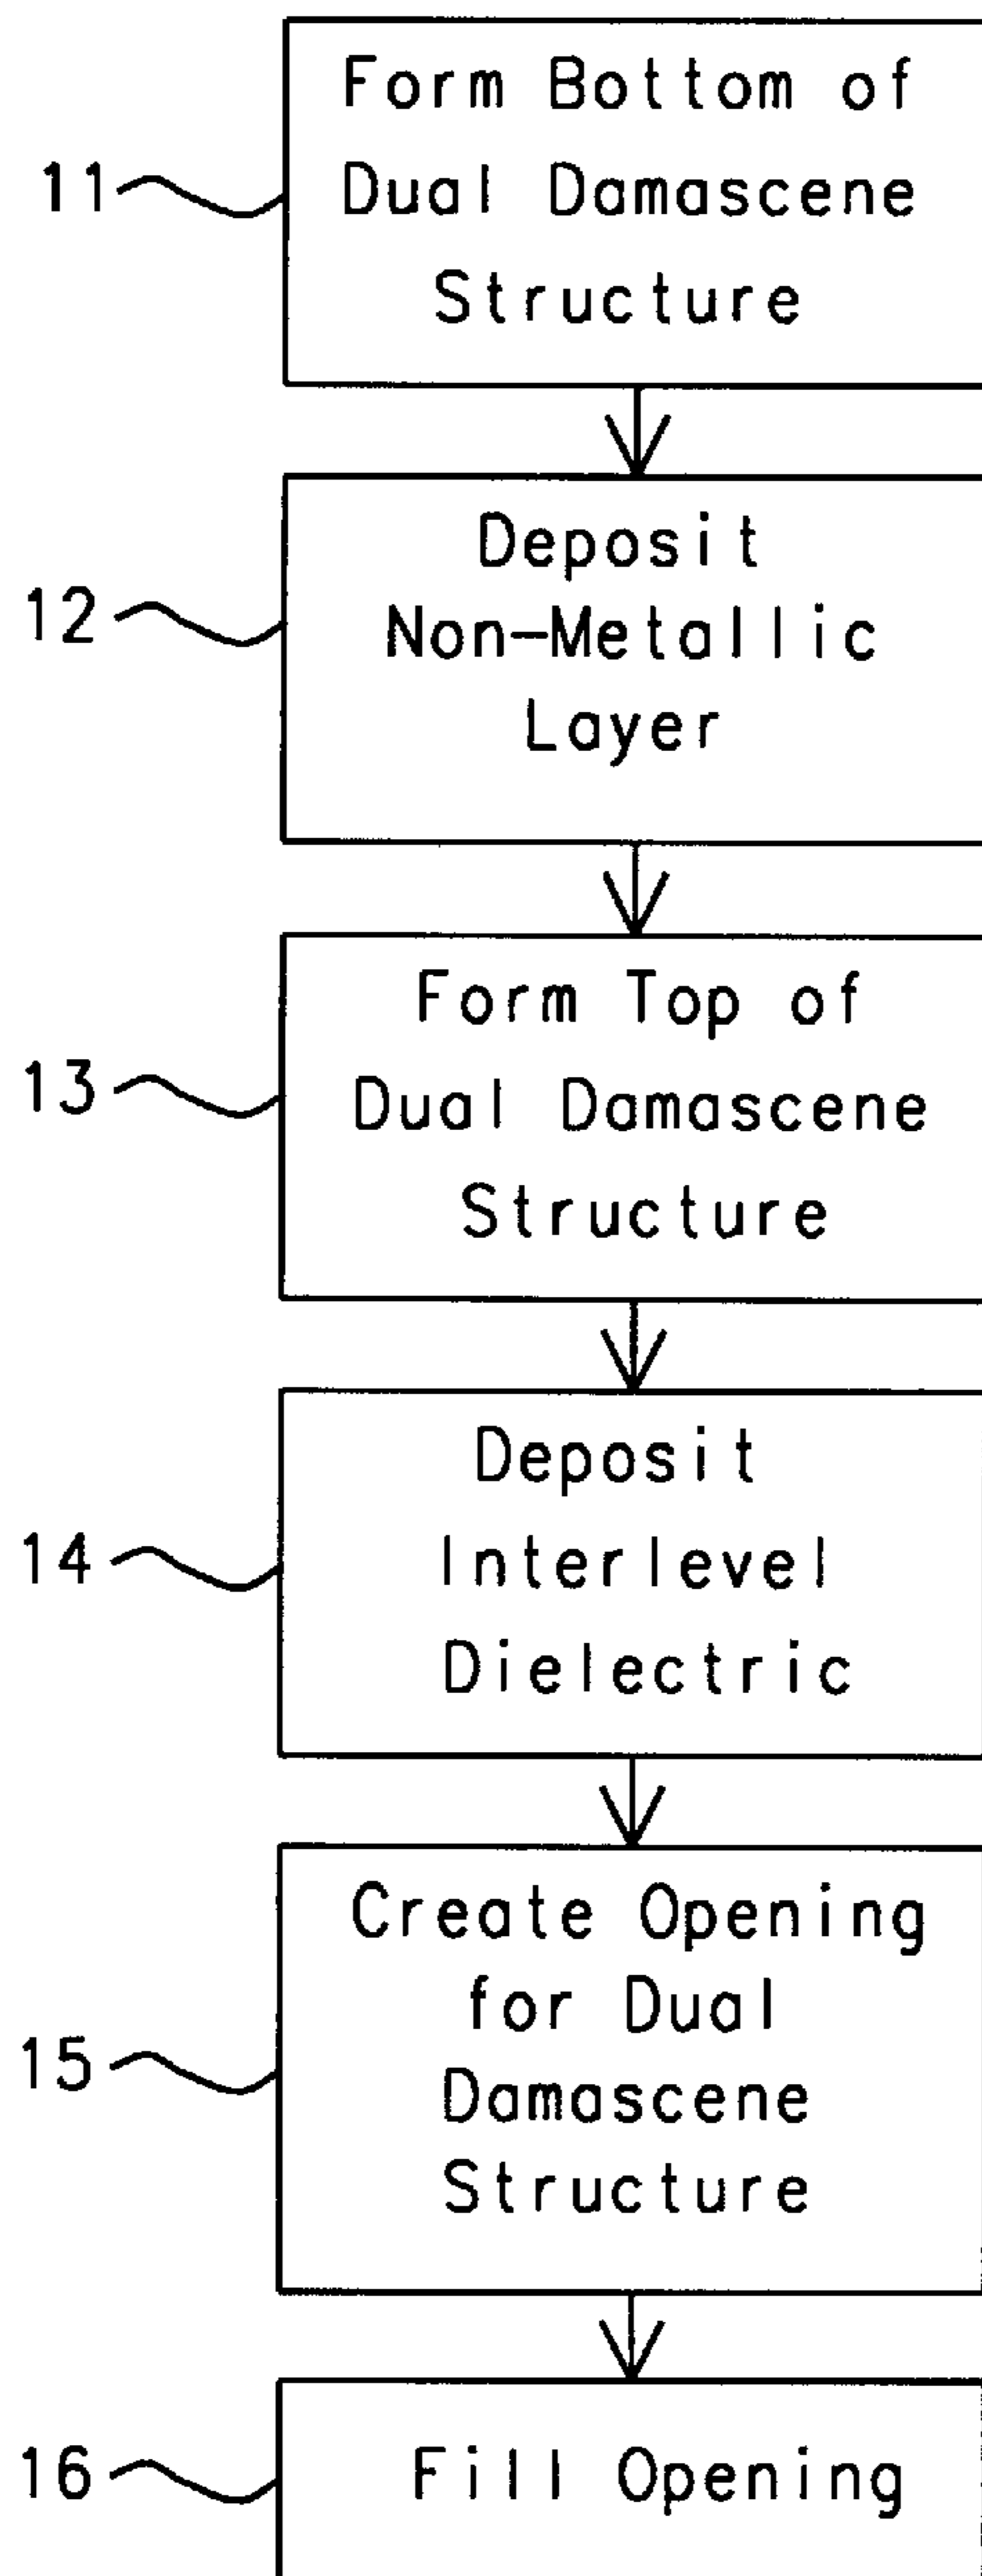 Form Bottom of
11 Dual Damascene
Structure
Deposit
12 Non-Metallic
Layer
Form Top of
13 Dual Damascene
Structure
Deposit
14 Interlevel
Dielectric
Create Opening
for Dual
15 Damascene
Structure
16 Fill Opening